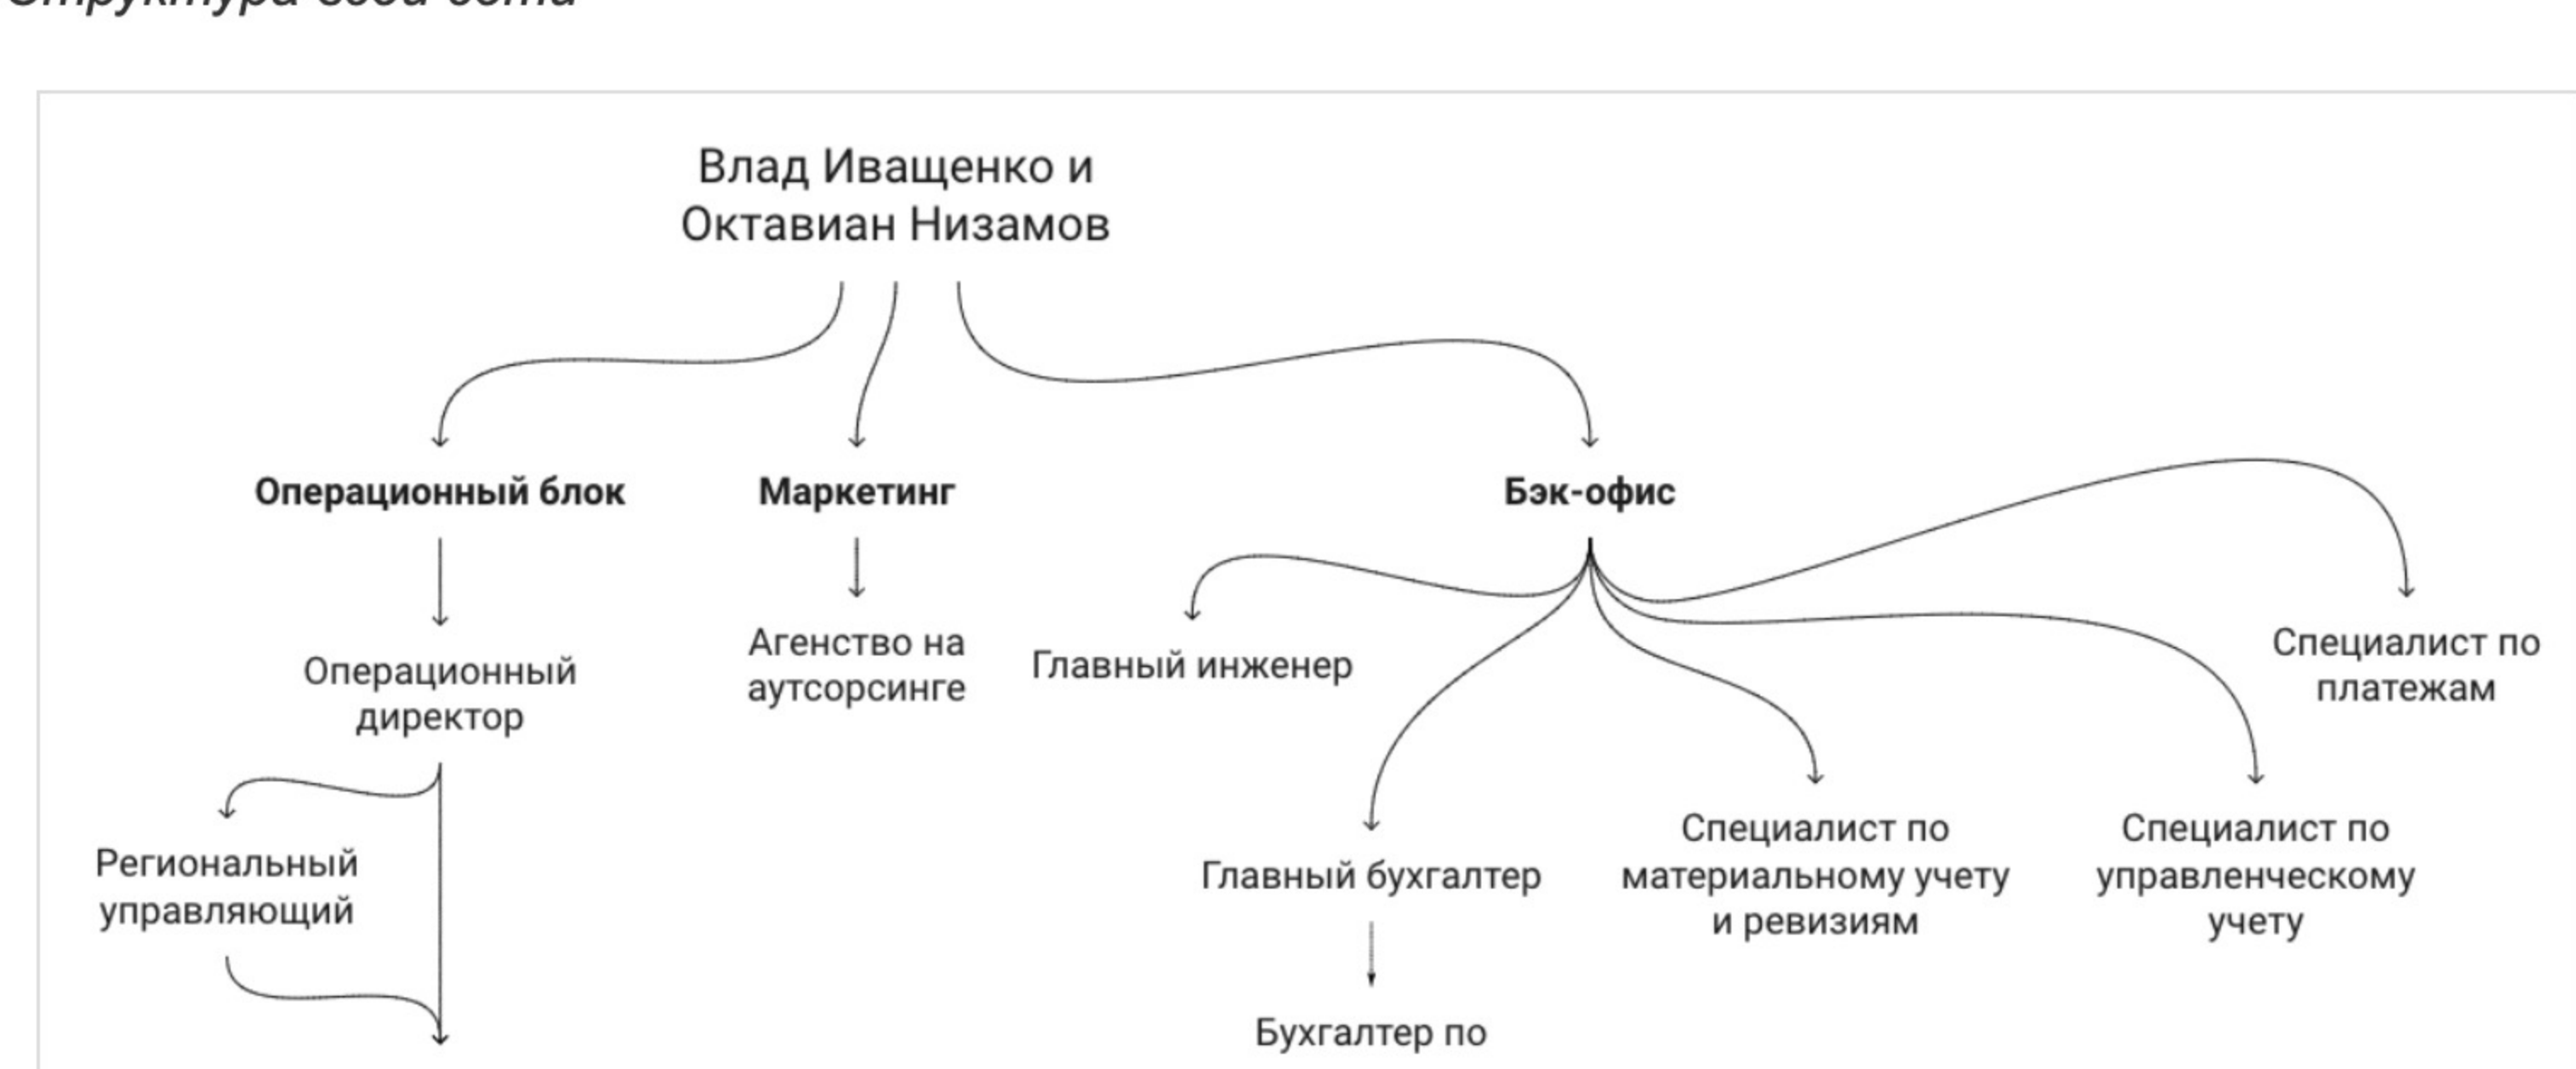 Структура
Влад Иващенко и
Октавиан Низамов
Операционный блок
Маркетинг
Бэк-офис
Операционный
директор
Агенство на
аутсорсинге
Главный инженер
Специалист по
платежам
Региональный
управляющий
Главный бухгалтер
Специалист по
материальному учету
и ревизиям
Специалист по
управленческому
учету
Бухгалтер по